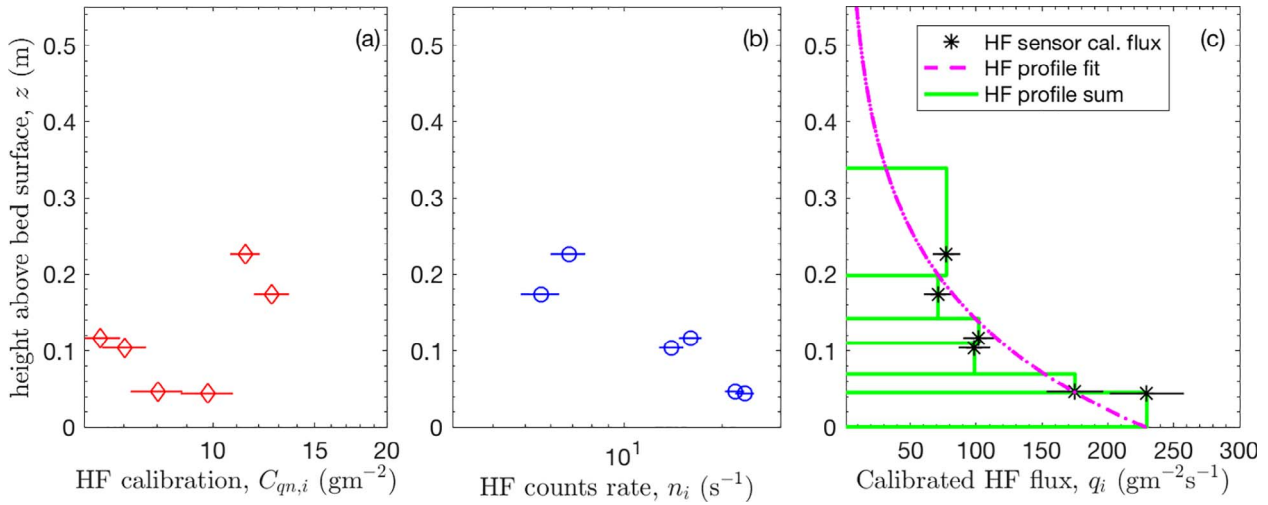 (a)
(b)
(c)
HF sensor cal. flux
HF profile fit
HF profile sum
height above bed surface, z (m)
0.5
0.4
0.3
0.2
0.1
0
0.5
0.4
0.3
0.2
0.1
0
0.5
0.4
0.3
0.2
0.1
0
10 15 20
10¹
50 100 150 200 250 300
HF calibration, C_{qn,i} (gm⁻²)
HF counts rate, n_i (s⁻¹)
Calibrated HF flux, q_i (gm⁻²s⁻¹)